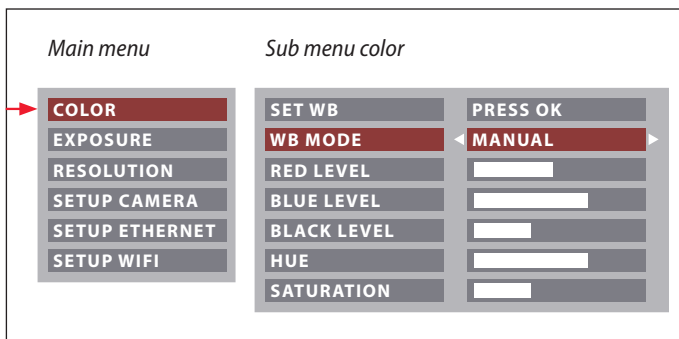 Main menu
Sub menu color
COLOR
EXPOSURE
RESOLUTION
SETUP CAMERA
SETUP ETHERNET
SETUP WIFI
SET WB PRESS OK
WB MODE MANUAL
RED LEVEL
BLUE LEVEL
BLACK LEVEL
HUE
SATURATION